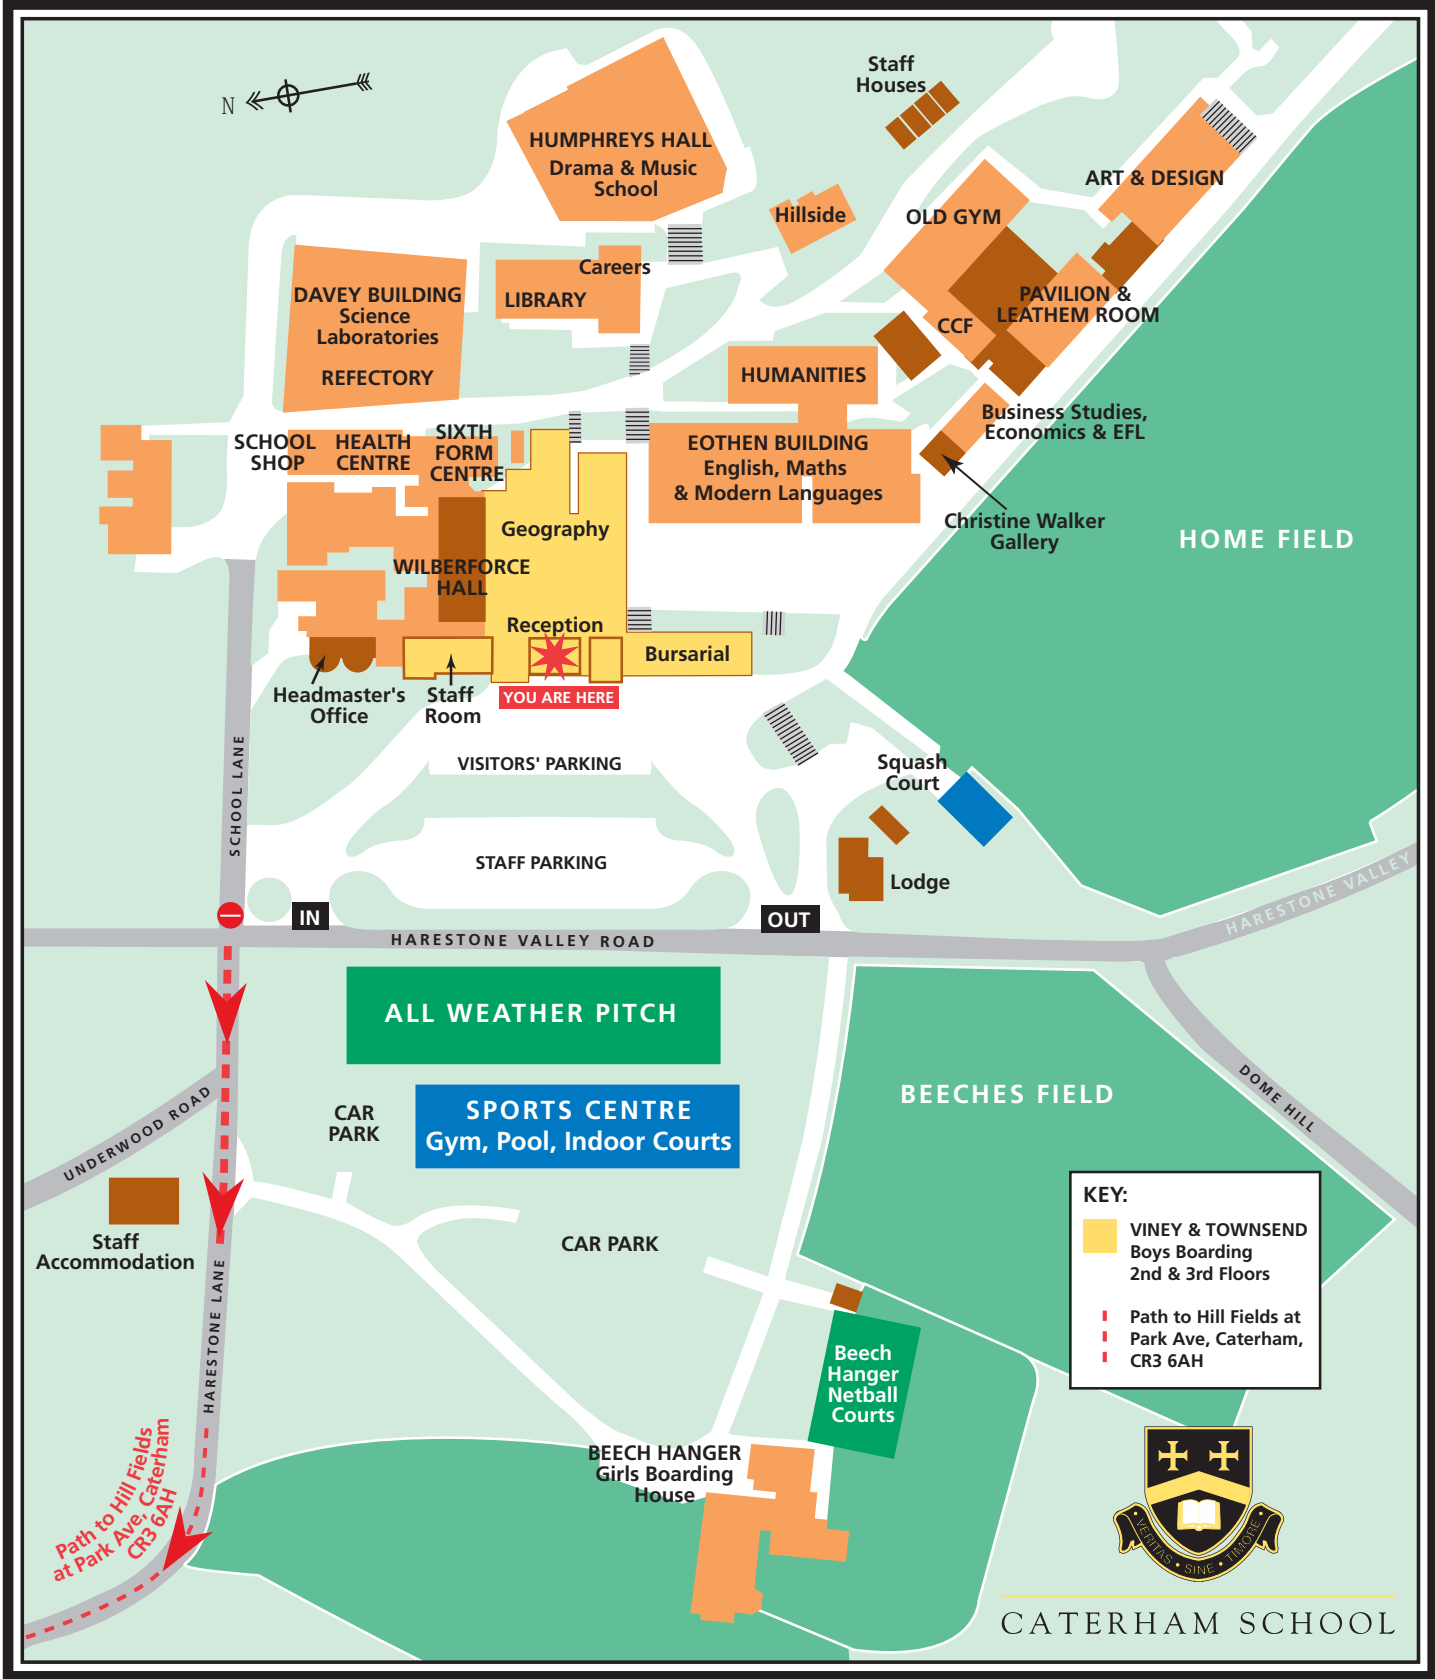 N
Staff
Houses
HUMPHREYS HALL
Drama & Music
School
ART & DESIGN
Hillside
OLD GYM
Careers
LIBRARY
DAVEY BUILDING
Science
Laboratories
REFECTORY
PAVILION &
LEATHEM ROOM
CCF
HUMANITIES
Business Studies,
Economics & EFL
SCHOOL
SHOP
HEALTH
CENTRE
SIXTH
FORM
CENTRE
EOTHEN BUILDING
English, Maths
& Modern Languages
Geography
Christine Walker
Gallery
HOME FIELD
WILBERFORCE
HALL
Reception
Bursarial
Headmaster's
Office
Staff
Room
YOU ARE HERE
VISITORS' PARKING
Squash
Court
SCHOOL LANE
STAFF PARKING
Lodge
IN
OUT
HARESTONE VALLEY ROAD
HARESTONE VALLEY
ALL WEATHER PITCH
SPORTS CENTRE
Gym, Pool, Indoor Courts
CAR
PARK
BEECHES FIELD
DOME HILL
UNDERWOOD ROAD
Staff
Accommodation
CAR PARK
HARESTONE LANE
KEY:
VINEY & TOWNSEND
Boys Boarding
2nd & 3rd Floors
Path to Hill Fields at
Park Ave, Caterham,
CR3 6AH
Beech
Hanger
Netball
Courts
BEECH HANGER
Girls Boarding
House
Path to Hill Fields
at Park Ave, Caterham
CR3 6AH
VERITAS • SINE • TIMORE
CATERHAM SCHOOL